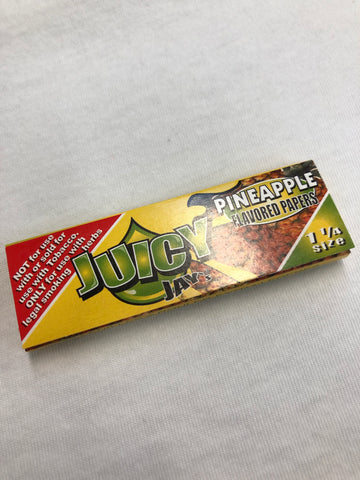 NOT for use
with or sold for
use with Tobacco.
ONLY for use with
legal smoking herbs
JUICY
JAY'S
PINEAPPLE
FLAVORED PAPERS
1 1/4
SIZE